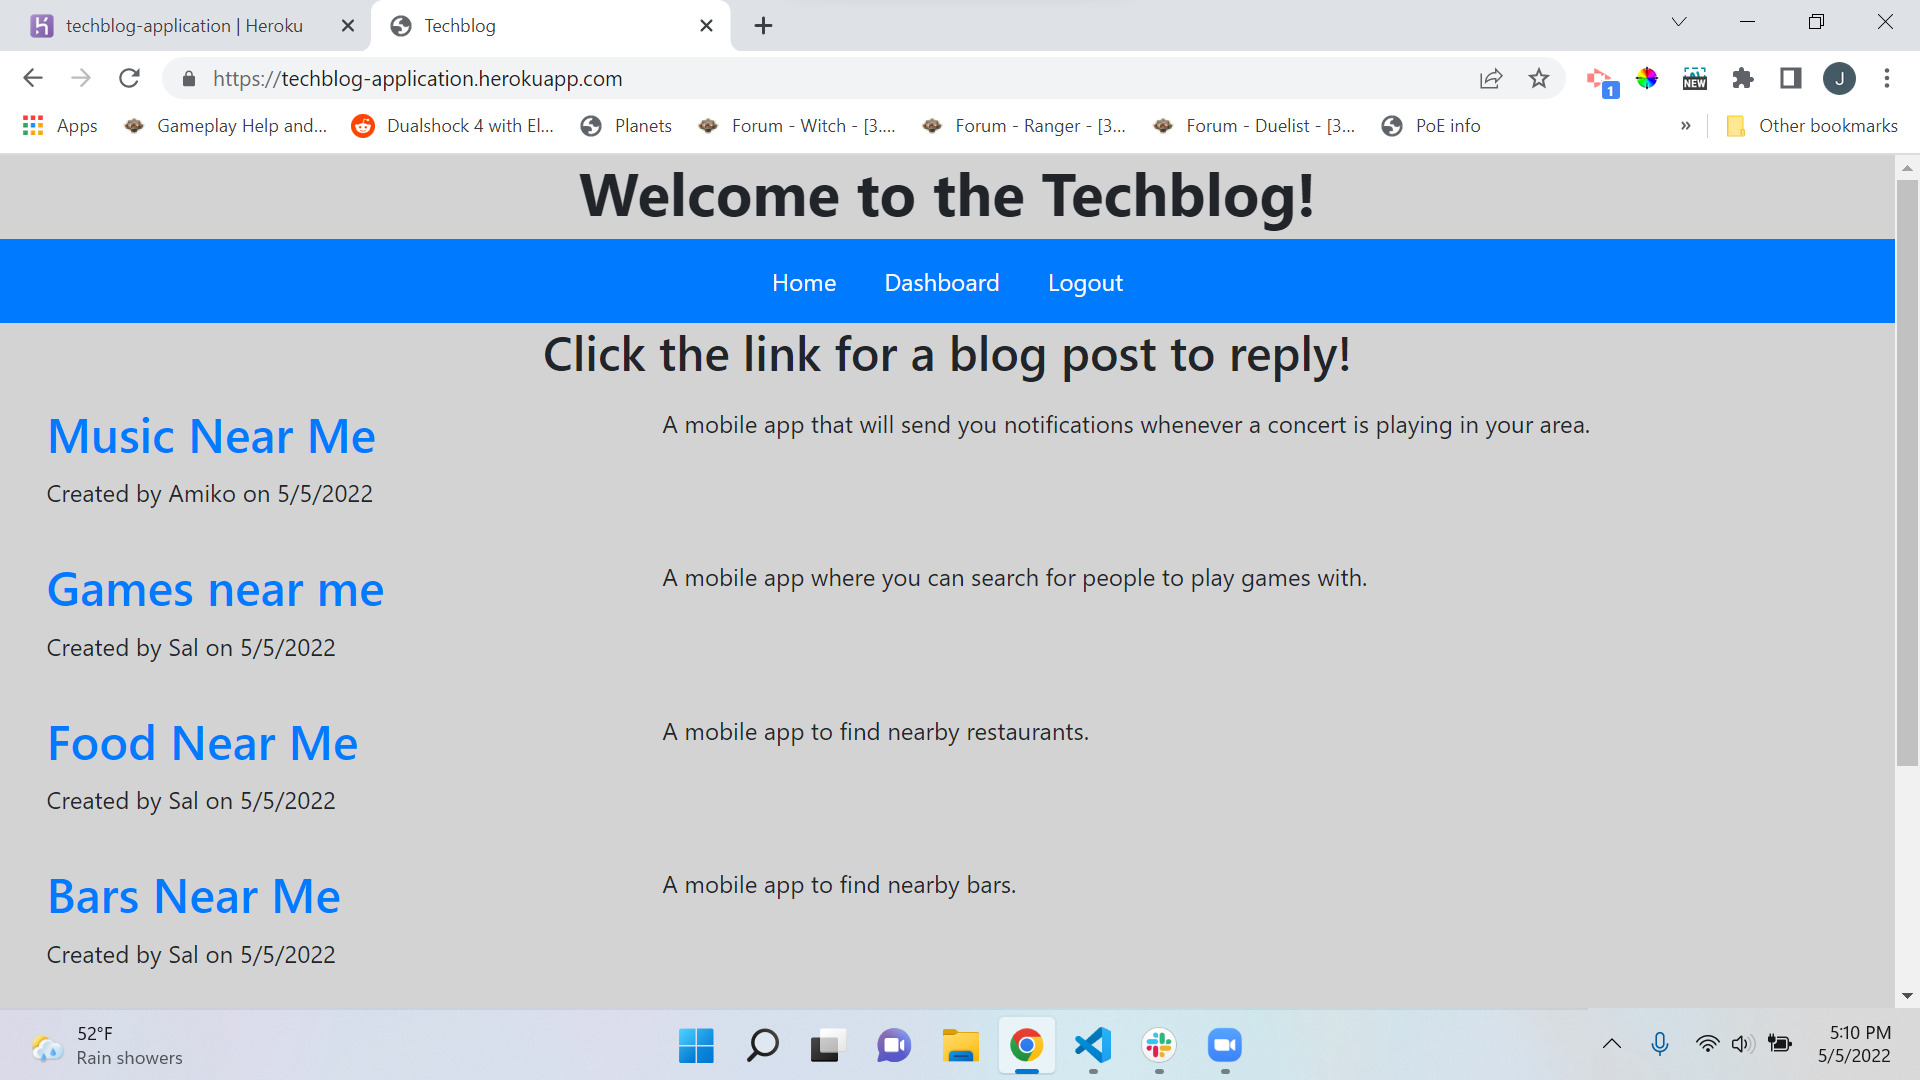 techblog-application | Heroku
Techblog
https://techblog-application.herokuapp.com
NEW
1
J
Apps
Gameplay Help and...
Dualshock 4 with El...
Planets
Forum - Witch - [3....
Forum - Ranger - [3...
Forum - Duelist - [3...
PoE info
»
Other bookmarks
Welcome to the Techblog!
Home Dashboard Logout
Click the link for a blog post to reply!
Music Near Me
A mobile app that will send you notifications whenever a concert is playing in your area.
Created by Amiko on 5/5/2022
Games near me
A mobile app where you can search for people to play games with.
Created by Sal on 5/5/2022
Food Near Me
A mobile app to find nearby restaurants.
Created by Sal on 5/5/2022
Bars Near Me
A mobile app to find nearby bars.
Created by Sal on 5/5/2022
52°F
Rain showers
5:10 PM
5/5/2022